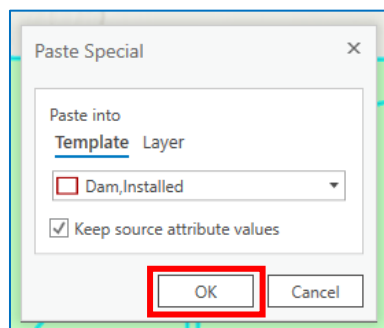 Paste Special
Paste into
Template Layer
Dam,Installed
Keep source attribute values
OK Cancel